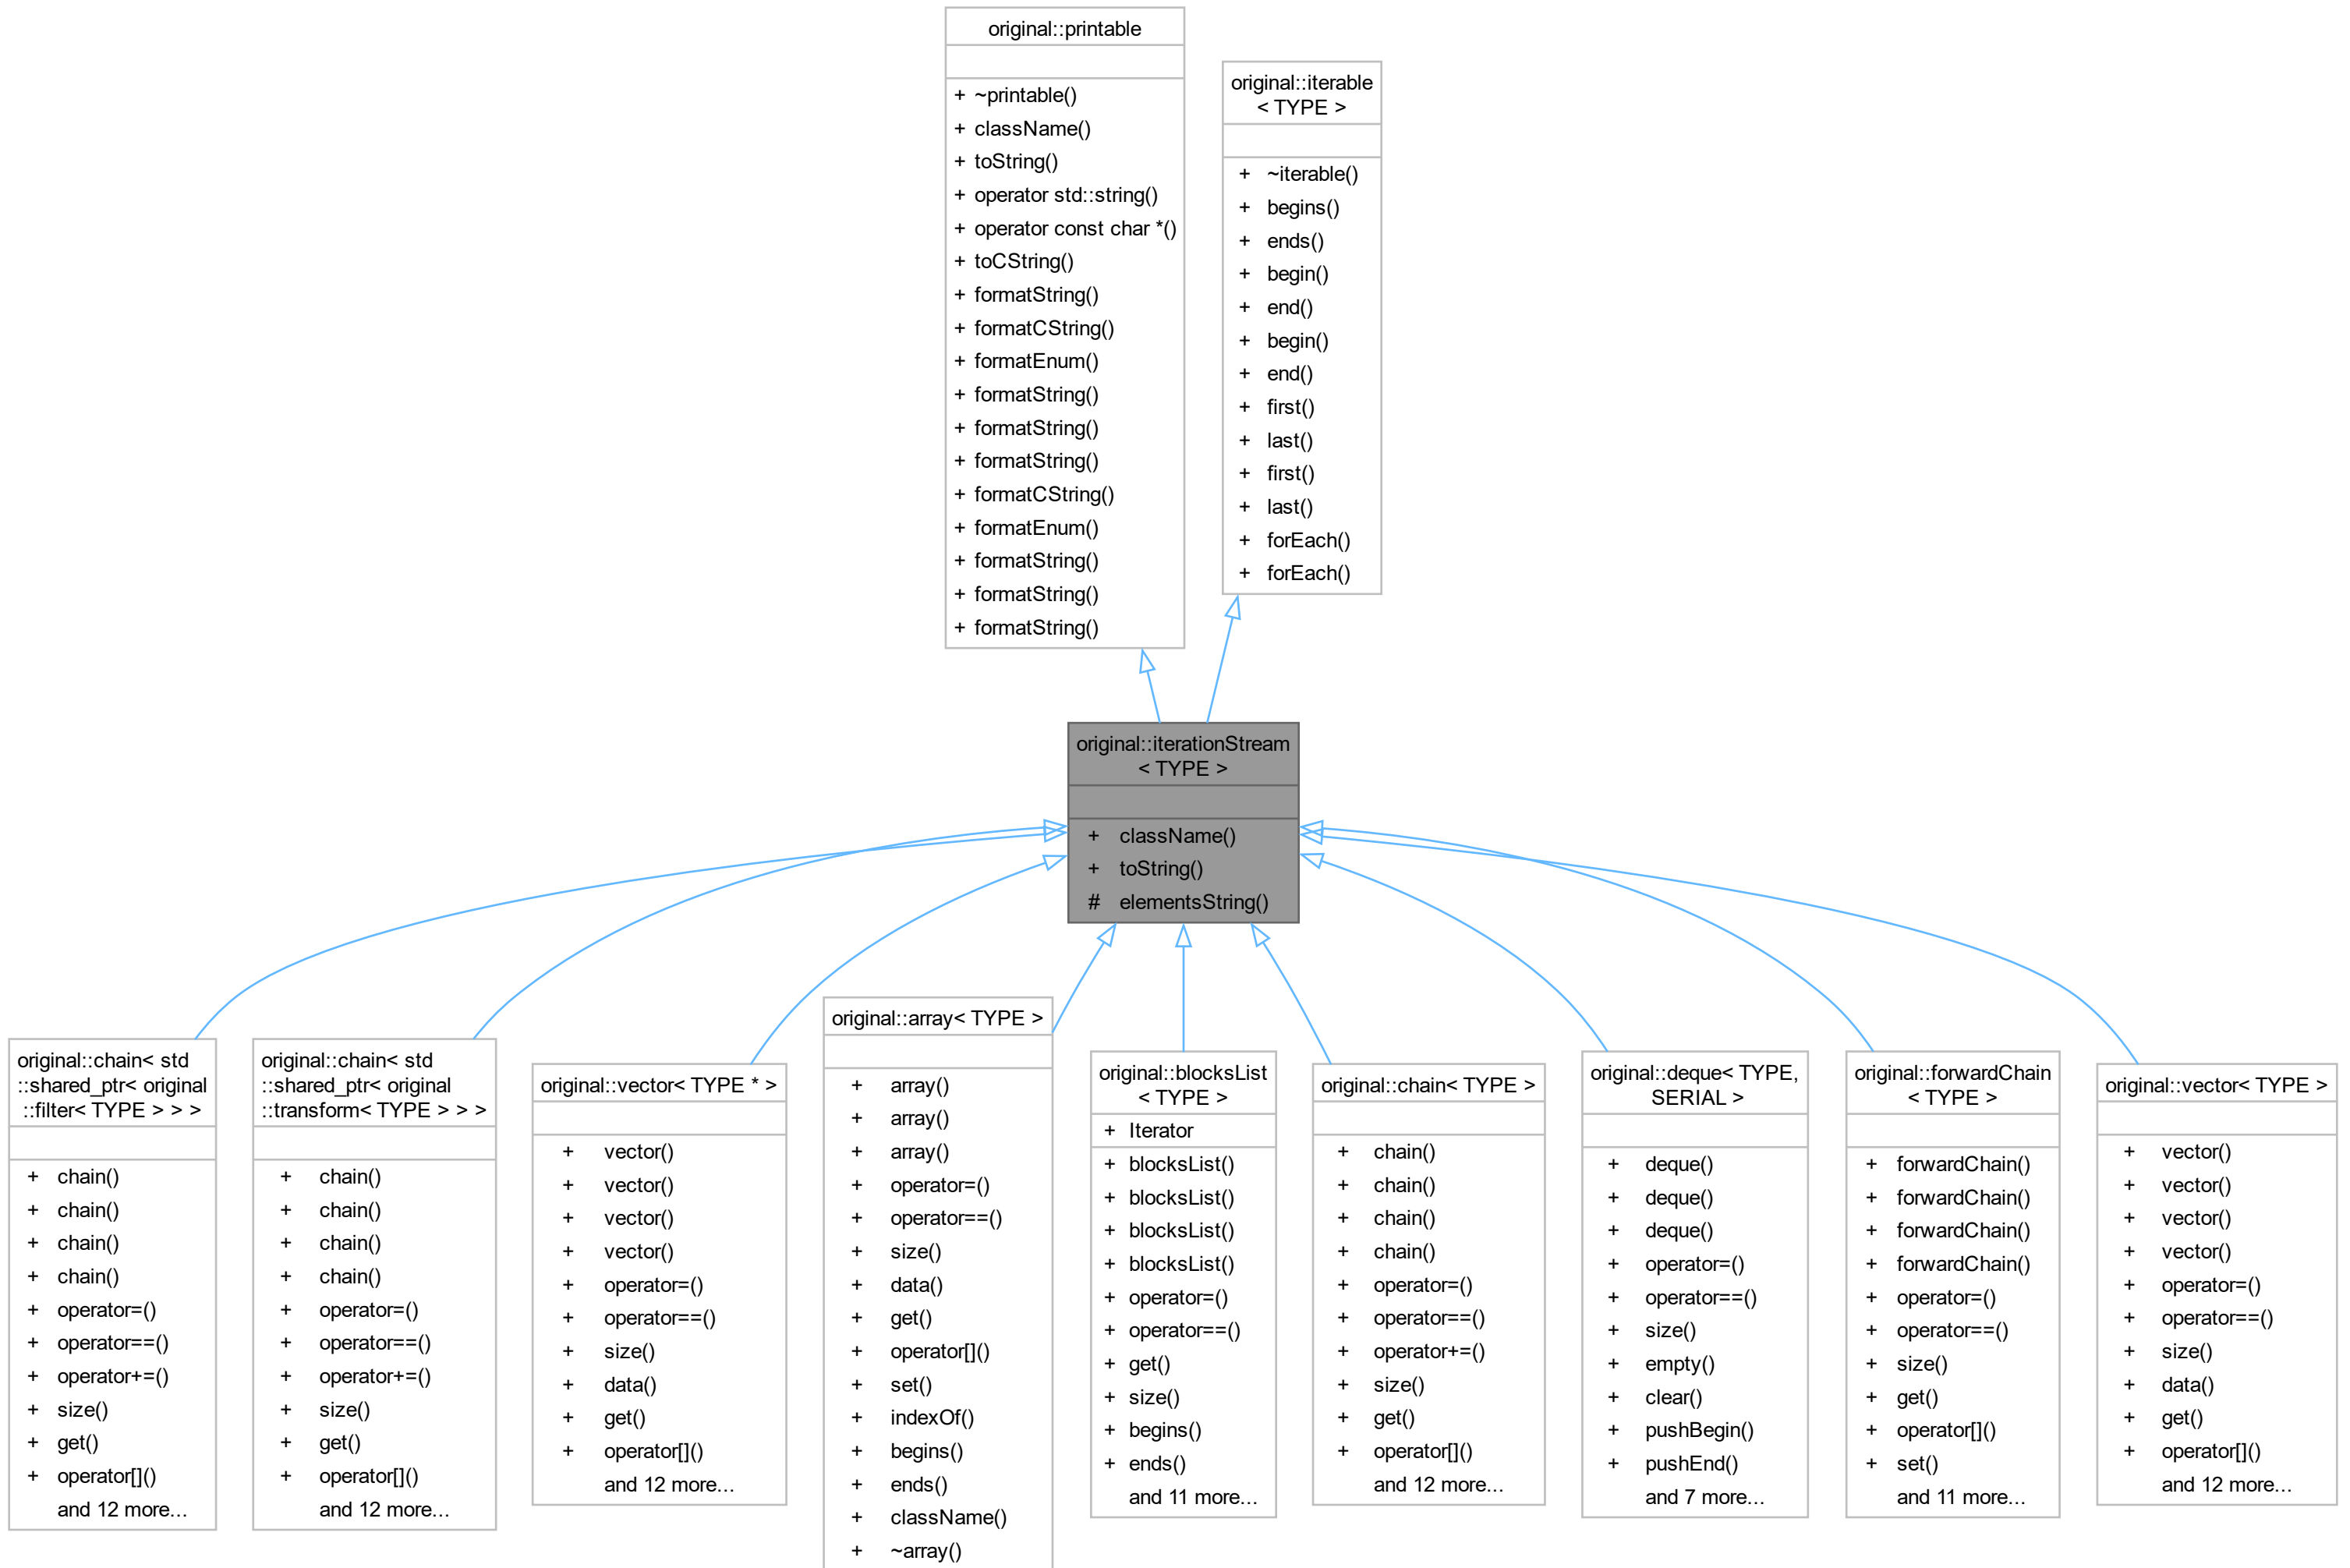 original::printable
+ ~printable()
+ className()
+ toString()
+ operator std::string()
+ operator const char *()
+ toCString()
+ formatString()
+ formatCString()
+ formatEnum()
+ formatString()
+ formatString()
+ formatString()
+ formatCString()
+ formatEnum()
+ formatString()
+ formatString()
+ formatString()
original::iterable
< TYPE >
+ ~iterable()
+ begins()
+ ends()
+ begin()
+ end()
+ begin()
+ end()
+ first()
+ last()
+ first()
+ last()
+ forEach()
+ forEach()
original::iterationStream
< TYPE >
+ className()
+ toString()
# elementsString()
original::chain< std
::shared_ptr< original
::filter< TYPE > > >
+ chain()
+ chain()
+ chain()
+ chain()
+ operator=()
+ operator==()
+ operator+=()
+ size()
+ get()
+ operator[]()
and 12 more...
original::chain< std
::shared_ptr< original
::transform< TYPE > > >
+ chain()
+ chain()
+ chain()
+ chain()
+ operator=()
+ operator==()
+ operator+=()
+ size()
+ get()
+ operator[]()
and 12 more...
original::vector< TYPE * >
+ vector()
+ vector()
+ vector()
+ vector()
+ operator=()
+ operator==()
+ size()
+ data()
+ get()
+ operator[]()
and 12 more...
original::array< TYPE >
+ array()
+ array()
+ array()
+ operator=()
+ operator==()
+ size()
+ data()
+ get()
+ operator[]()
+ set()
+ indexOf()
+ begins()
+ ends()
+ className()
+ ~array()
original::blocksList
< TYPE >
+ Iterator
+ blocksList()
+ blocksList()
+ blocksList()
+ blocksList()
+ operator=()
+ operator==()
+ get()
+ size()
+ begins()
+ ends()
and 11 more...
original::chain< TYPE >
+ chain()
+ chain()
+ chain()
+ chain()
+ operator=()
+ operator==()
+ operator+=()
+ size()
+ get()
+ operator[]()
and 12 more...
original::deque< TYPE,
SERIAL >
+ deque()
+ deque()
+ deque()
+ operator=()
+ operator==()
+ size()
+ empty()
+ clear()
+ pushBegin()
+ pushEnd()
and 7 more...
original::forwardChain
< TYPE >
+ forwardChain()
+ forwardChain()
+ forwardChain()
+ forwardChain()
+ operator=()
+ operator==()
+ size()
+ get()
+ operator[]()
+ set()
and 11 more...
original::vector< TYPE >
+ vector()
+ vector()
+ vector()
+ vector()
+ operator=()
+ operator==()
+ size()
+ data()
+ get()
+ operator[]()
and 12 more...